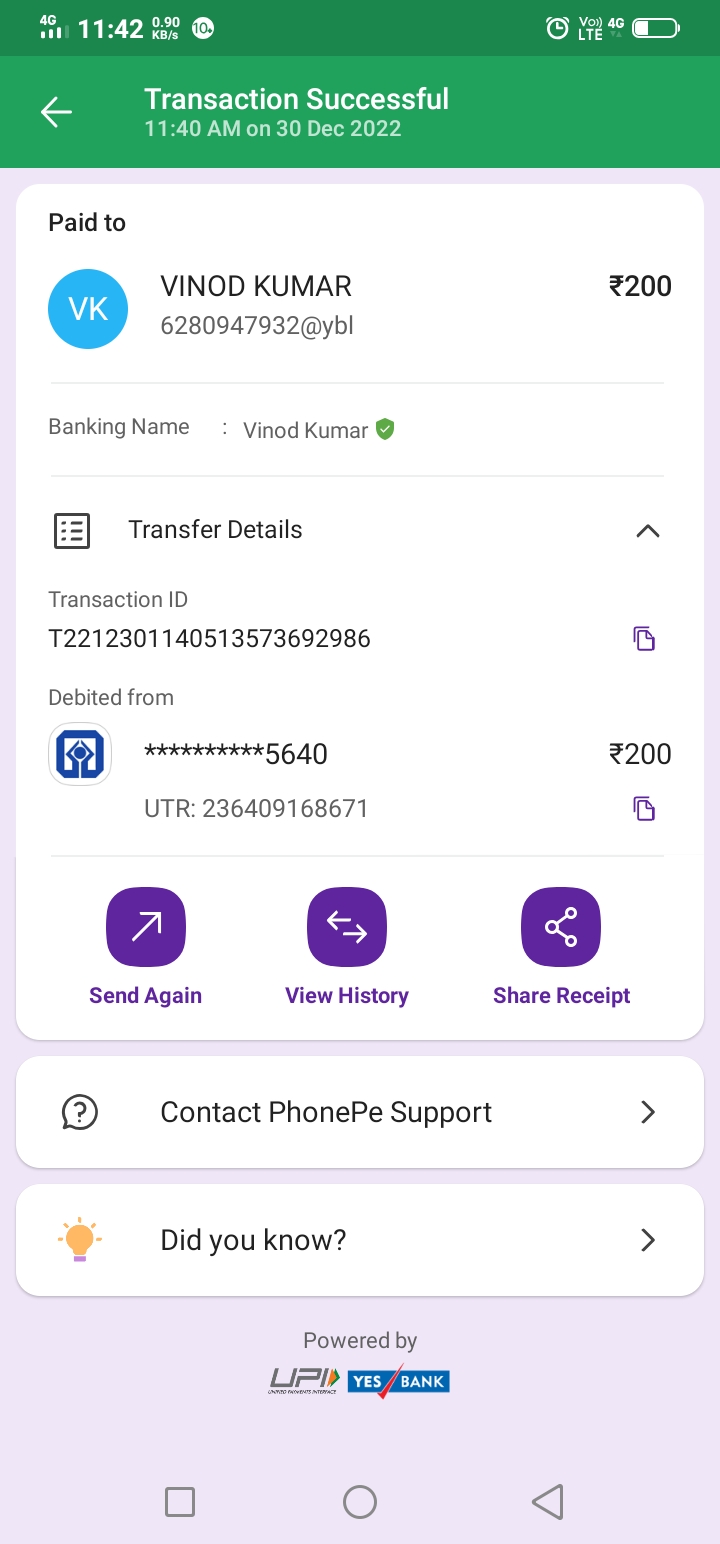 4G 11:42 0.90 KB/s 10 Vo)) LTE 4G
Transaction Successful
11:40 AM on 30 Dec 2022
Paid to
VK VINOD KUMAR ₹200
6280947932@ybl
Banking Name : Vinod Kumar
Transfer Details
Transaction ID
T2212301140513573692986
Debited from
**********5640 ₹200
UTR: 236409168671
Send Again View History Share Receipt
Contact PhonePe Support
Did you know?
Powered by
UPI YES BANK
UNIFIED PAYMENTS INTERFACE